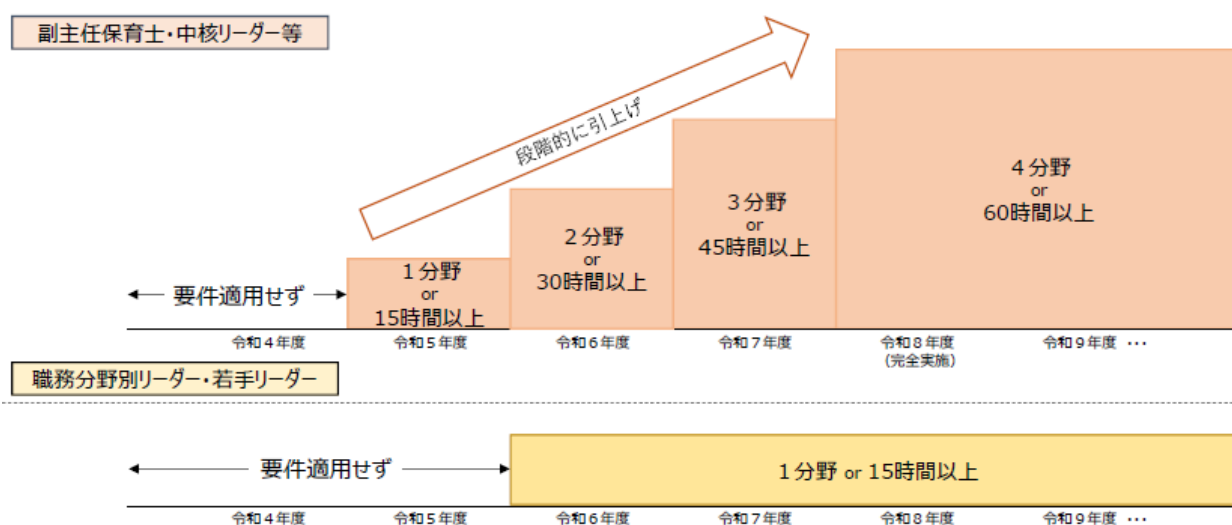 副主任保育士・中核リーダー等
段階的に引上げ
４分野
or
60時間以上
３分野
or
45時間以上
２分野
or
30時間以上
１分野
or
15時間以上
要件適用せず
令和４年度 令和５年度 令和６年度 令和７年度 令和８年度 令和９年度 ・・・
(完全実施)
職務分野別リーダー・若手リーダー
要件適用せず
１分野 or 15時間以上
令和４年度 令和５年度 令和６年度 令和７年度 令和８年度 令和９年度 ・・・